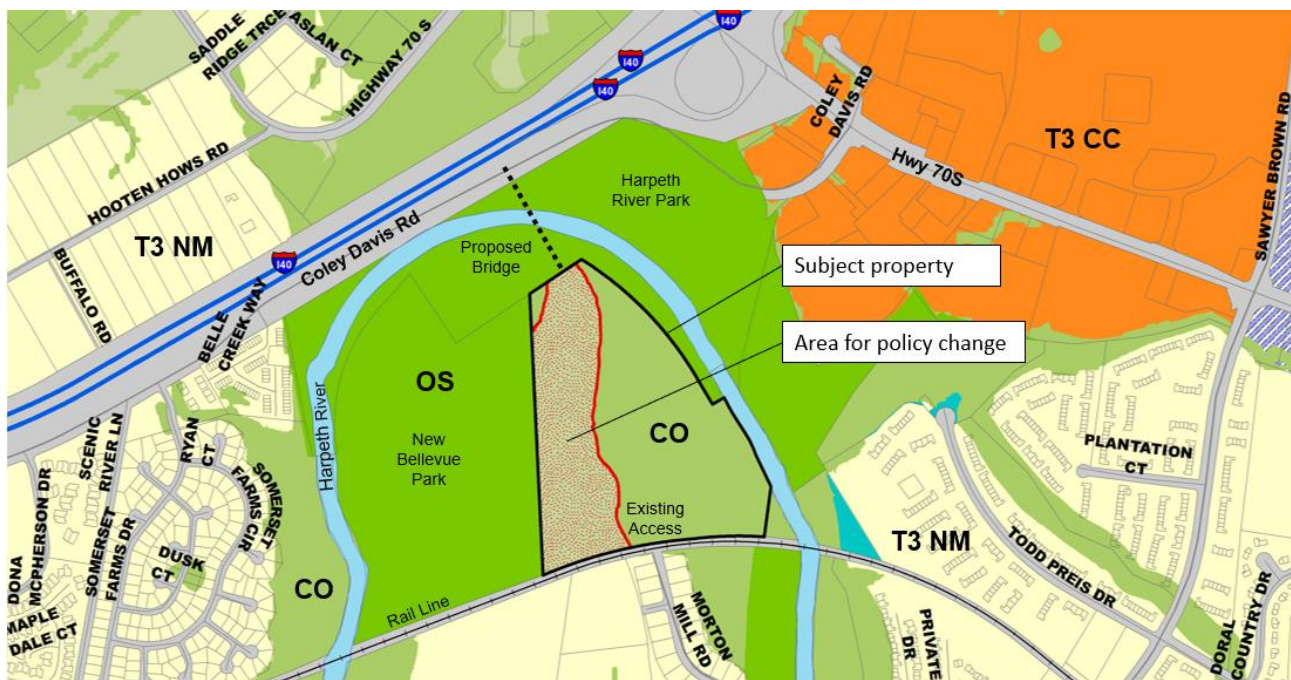 SADDLE
RIDGE TRCE
ASLAN CT
HIGHWAY 70 S
I40
I40
I40
COLEY
DAVIS RD
T3 CC
Hwy 70S
SAWYER BROWN RD
HOOTEN HOWS RD
Harpeth
River Park
T3 NM
Coley Davis Rd
I40
Proposed
Bridge
Subject property
BUFFALO RD
BELLE
CREEK WAY
Area for policy change
OS
CO
New
Bellevue
Park
Harpeth River
SCENIC
RIVER LN
RYAN
CT
SOMERSET
FARMS CIR
PLANTATION
CT
DONA
MCPHERSON DR
SOMERSET
FARMS DR
DUSK
CT
Existing
Access
T3 NM
TODD PREIS DR
CO
Rail Line
MAPLE
DALE CT
MORTON
MILL RD
PRIVATE
DR
DORAL
COUNTRY DR